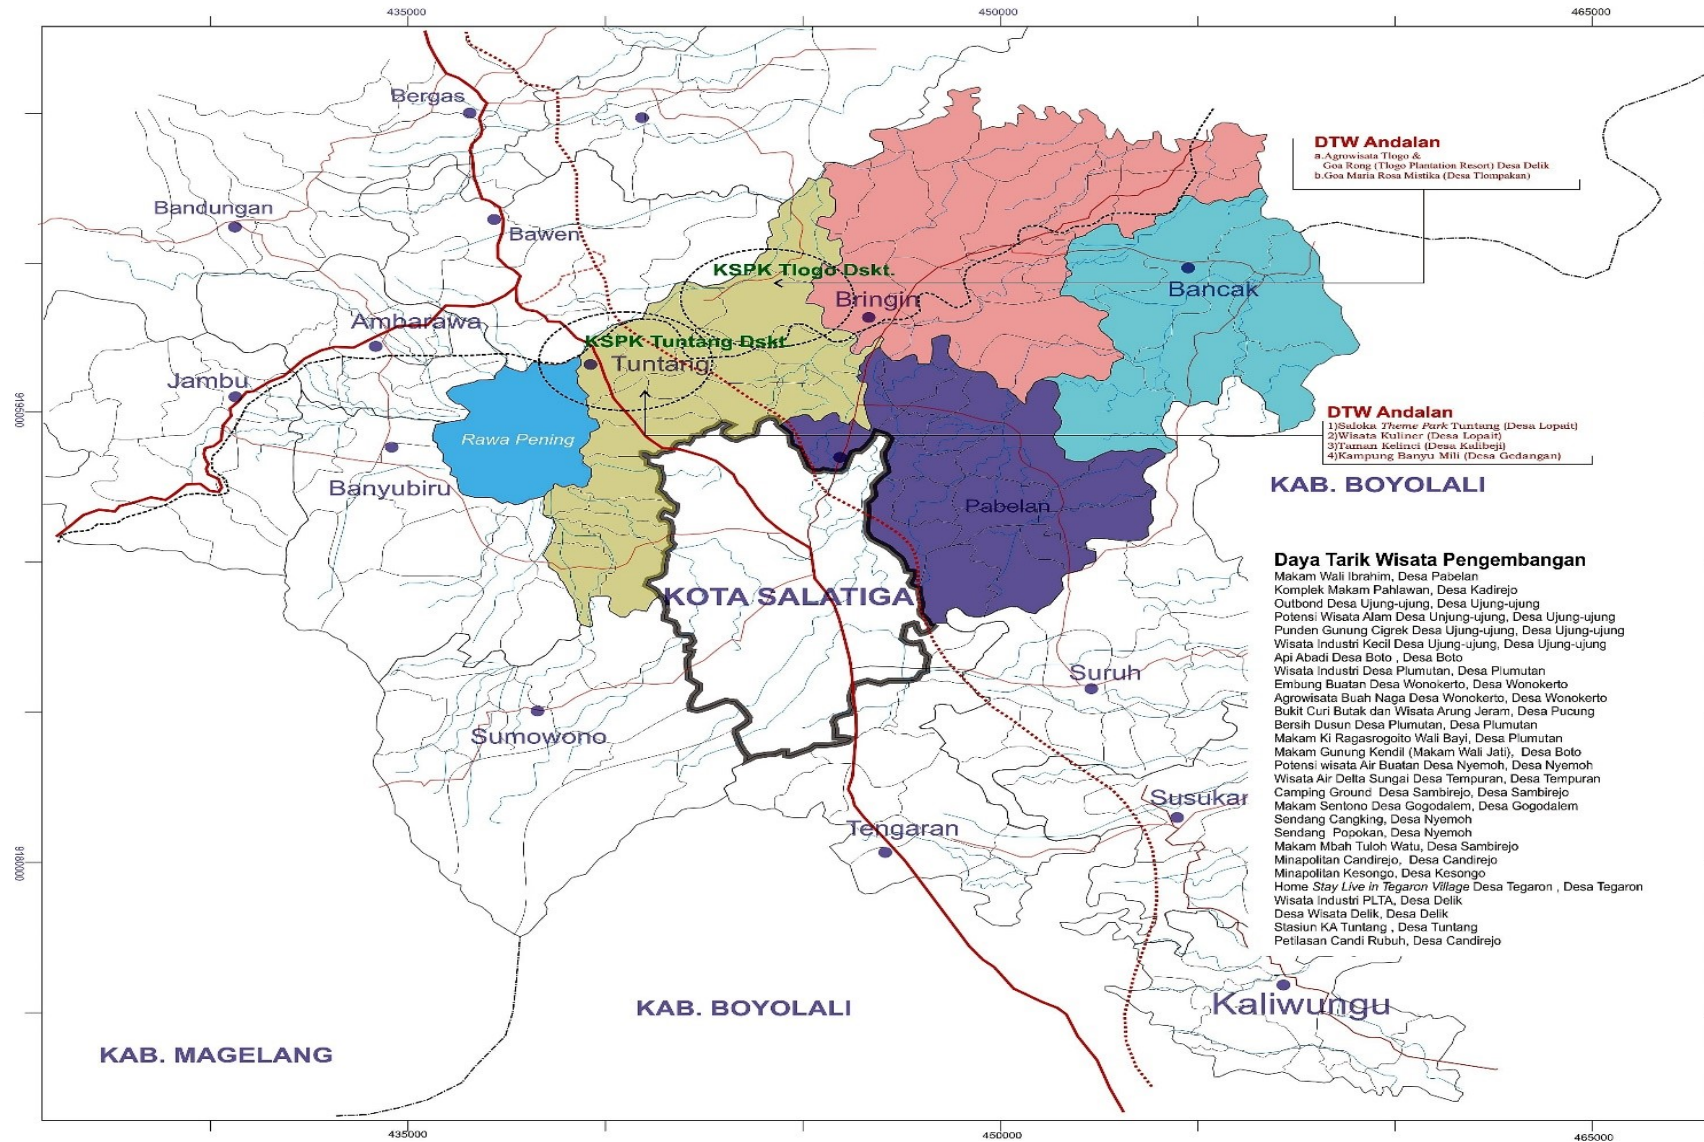 435000
450000
465000
Bergas
DTW Andalan
a.Agrowisata Tlogo &
Goa Rong (Tlogo Plantation Resort) Desa Delik
b.Goa Maria Rosa Mistika (Desa Tlompakan)
Bandungan
Bawen
KSPK Tlogo Dskt.
Bancak
Bringin
Ambarawa
KSPK Tuntang Dskt.
Tuntang
Jambu
9195000
DTW Andalan
1)Saloka Theme Park Tuntang (Desa Lopait)
2)Wisata Kuliner (Desa Lopait)
3)Taman Kelinci (Desa Kalibeji)
4)Kampung Banyu Mili (Desa Gedangan)
Rawa Pening
Banyubiru
KAB. BOYOLALI
Pabelan
Daya Tarik Wisata Pengembangan
Makam Wali Ibrahim, Desa Pabelan
Komplek Makam Pahlawan, Desa Kadirejo
Outbond Desa Ujung-ujung, Desa Ujung-ujung
Potensi Wisata Alam Desa Unjung-ujung, Desa Ujung-ujung
Punden Gunung Cigrek Desa Ujung-ujung, Desa Ujung-ujung
Wisata Industri Kecil Desa Ujung-ujung, Desa Ujung-ujung
Api Abadi Desa Boto , Desa Boto
Wisata Industri Desa Plumutan, Desa Plumutan
Embung Buatan Desa Wonokerto, Desa Wonokerto
Agrowisata Buah Naga Desa Wonokerto, Desa Wonokerto
Bukit Curi Butak dan Wisata Arung Jeram, Desa Pucung
Bersih Dusun Desa Plumutan, Desa Plumutan
Makam Ki Ragasrogoito Wali Bayi, Desa Plumutan
Makam Gunung Kendil (Makam Wali Jati), Desa Boto
Potensi wisata Air Buatan Desa Nyemoh, Desa Nyemoh
Wisata Air Delta Sungai Desa Tempuran, Desa Tempuran
Camping Ground Desa Sambirejo, Desa Sambirejo
Makam Sentono Desa Gogodalem, Desa Gogodalem
Sendang Cangking, Desa Nyemoh
Sendang Popokan, Desa Nyemoh
Makam Mbah Tuloh Watu, Desa Sambirejo
Minapolitan Candirejo, Desa Candirejo
Minapolitan Kesongo, Desa Kesongo
Home Stay Live in Tegaron Village Desa Tegaron , Desa Tegaron
Wisata Industri PLTA, Desa Delik
Desa Wisata Delik, Desa Delik
Stasiun KA Tuntang , Desa Tuntang
Petilasan Candi Rubuh, Desa Candirejo
KOTA SALATIGA
Suruh
Sumowono
Susukar
Tengaran
9180000
Kaliwungu
KAB. BOYOLALI
KAB. MAGELANG
435000
450000
465000